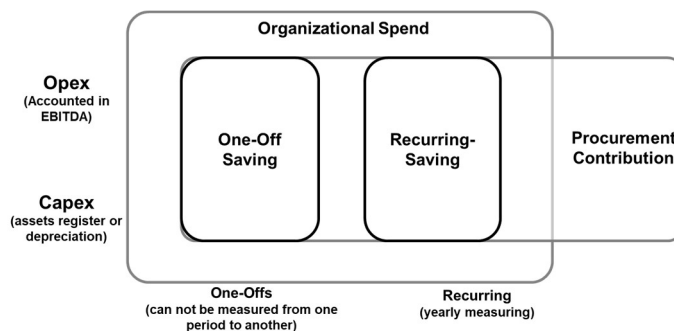 Organizational Spend
Opex
(Accounted in
EBITDA)
One-Off
Saving
Recurring-
Saving
Procurement
Contribution
Capex
(assets register or
depreciation)
One-Offs
(can not be measured from one
period to another)
Recurring
(yearly measuring)